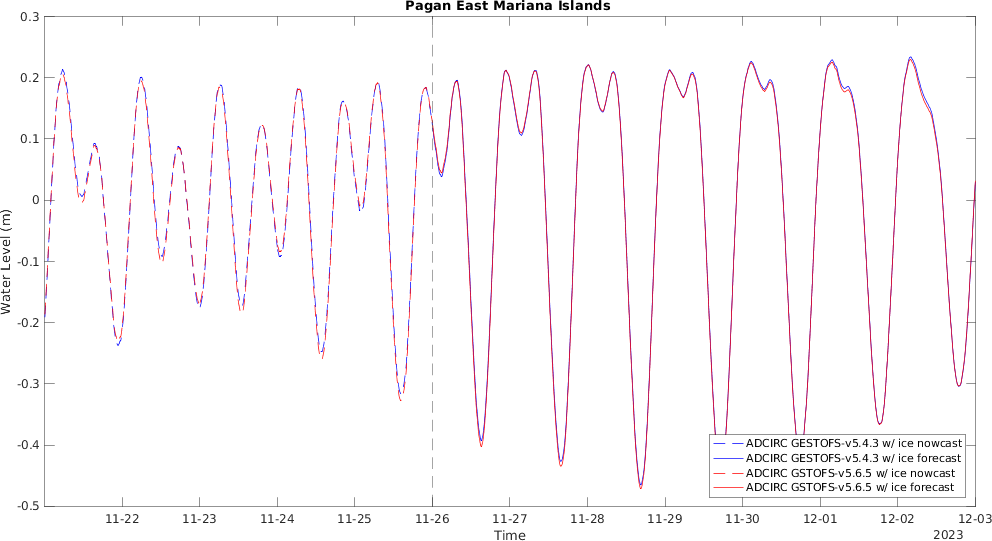 Pagan East Mariana Islands
0.3
0.2
0.1
0
-0.1
-0.2
-0.3
-0.4
-0.5
Water Level (m)
ADCIRC GESTOFS-v5.4.3 w/ ice nowcast
ADCIRC GESTOFS-v5.4.3 w/ ice forecast
ADCIRC GSTOFS-v5.6.5 w/ ice nowcast
ADCIRC GSTOFS-v5.6.5 w/ ice forecast
11-22 11-23 11-24 11-25 11-26 11-27 11-28 11-29 11-30 12-01 12-02 12-03
Time
2023